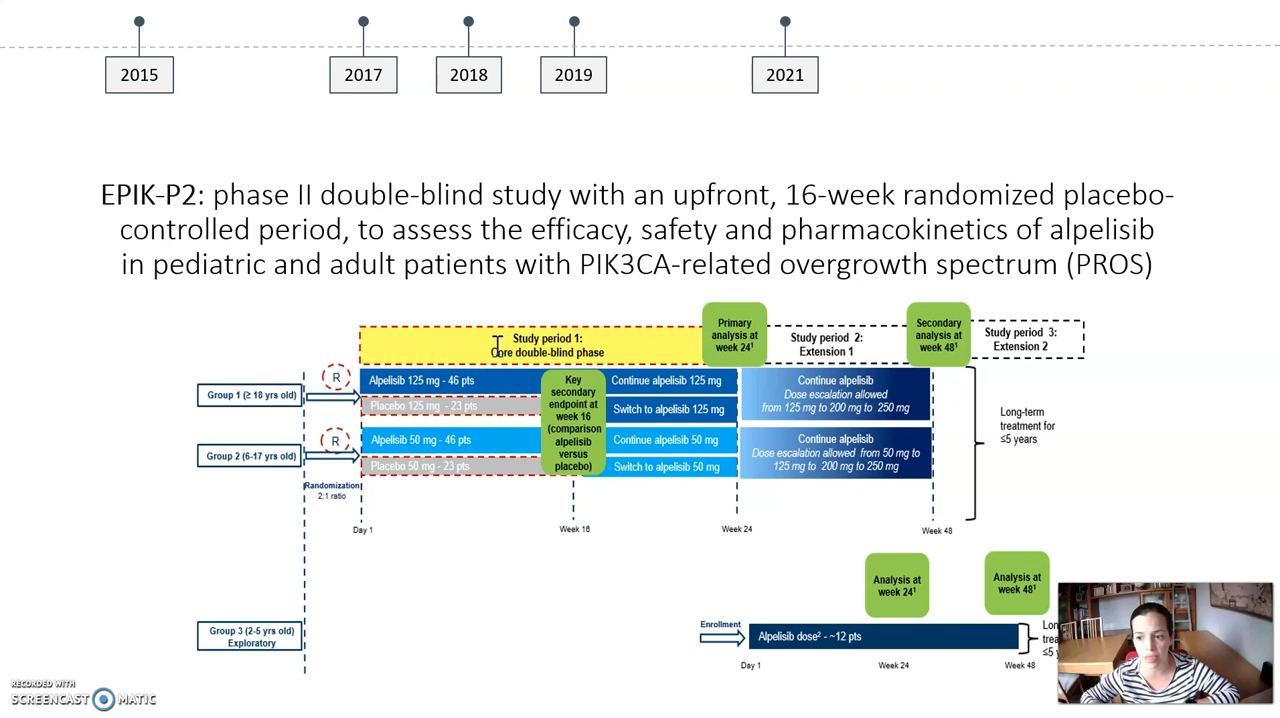 2015
2017
2018
2019
2021
EPIK-P2: phase II double-blind study with an upfront, 16-week randomized placebo-
controlled period, to assess the efficacy, safety and pharmacokinetics of alpelisib
in pediatric and adult patients with PIK3CA-related overgrowth spectrum (PROS)
Study period 1:
Core double-blind phase
Primary
analysis at
week 24¹
Study period 2:
Extension 1
Secondary
analysis at
week 48¹
Study period 3:
Extension 2
Group 1 (≥ 18 yrs old)
R
Alpelisib 125 mg - 46 pts
Placebo 125 mg - 23 pts
Key
secondary
endpoint at
week 16
(comparison
alpelisib
versus
placebo)
Continue alpelisib 125 mg
Switch to alpelisib 125 mg
Continue alpelisib
Dose escalation allowed
from 125 mg to 200 mg to 250 mg
Group 2 (6-17 yrs old)
R
Alpelisib 50 mg - 46 pts
Placebo 50 mg - 23 pts
Continue alpelisib 50 mg
Switch to alpelisib 50 mg
Continue alpelisib
Dose escalation allowed from 50 mg to
125 mg to 200 mg to 250 mg
Long-term
treatment for
≤5 years
Randomization
2:1 ratio
Day 1
Week 16
Week 24
Week 48
Analysis at
week 24¹
Analysis at
week 48¹
Group 3 (2-5 yrs old)
Exploratory
Enrollment
Alpelisib dose² - ~12 pts
Day 1
Week 24
Week 48
RECORDED WITH
SCREENCAST MATIC